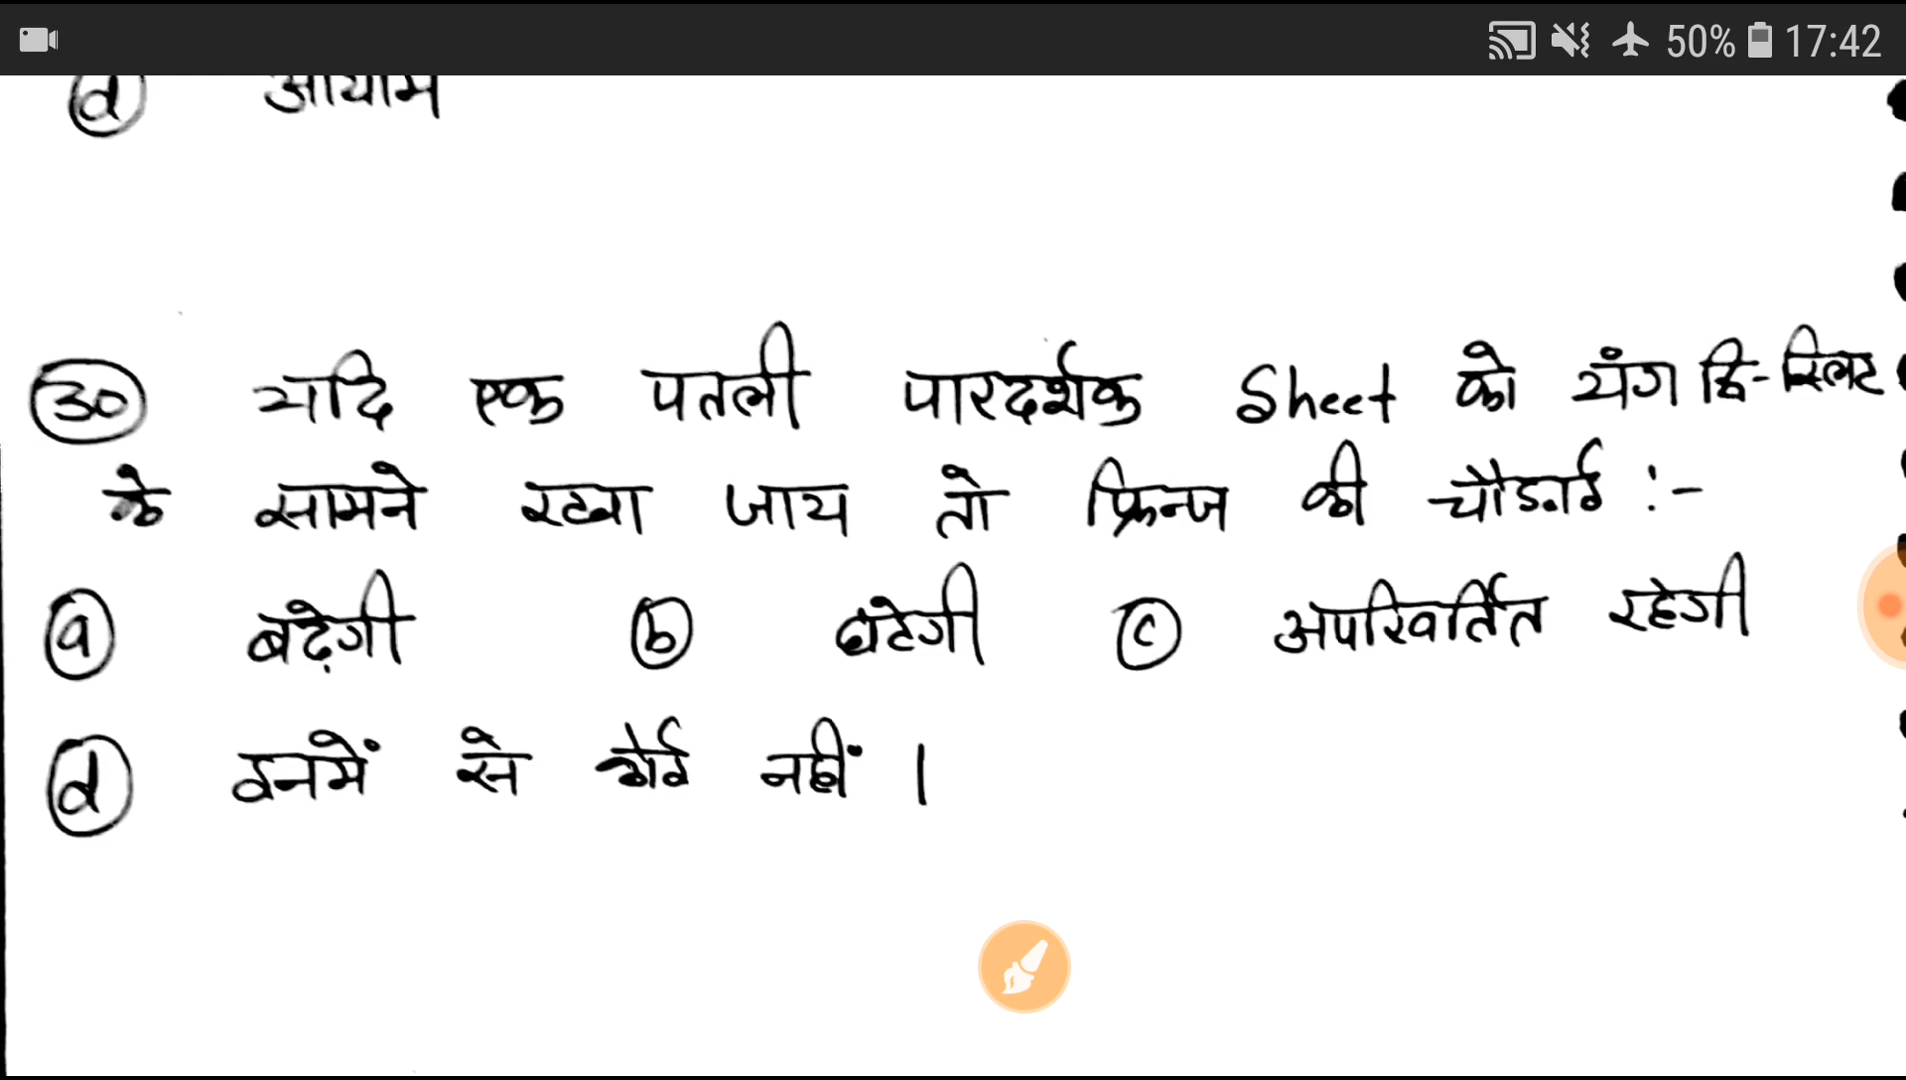 50% 17:42
(d) आयाम
(30) यदि एक पतली पारदर्शक Sheet को यंग द्वि-स्लिट
के सामने रखा जाय तो फ्रिन्ज की चौड़ाई :-
(a) बढ़ेगी (b) घटेगी (c) अपरिवर्तित रहेगी
(d) इनमें से कोई नहीं ।